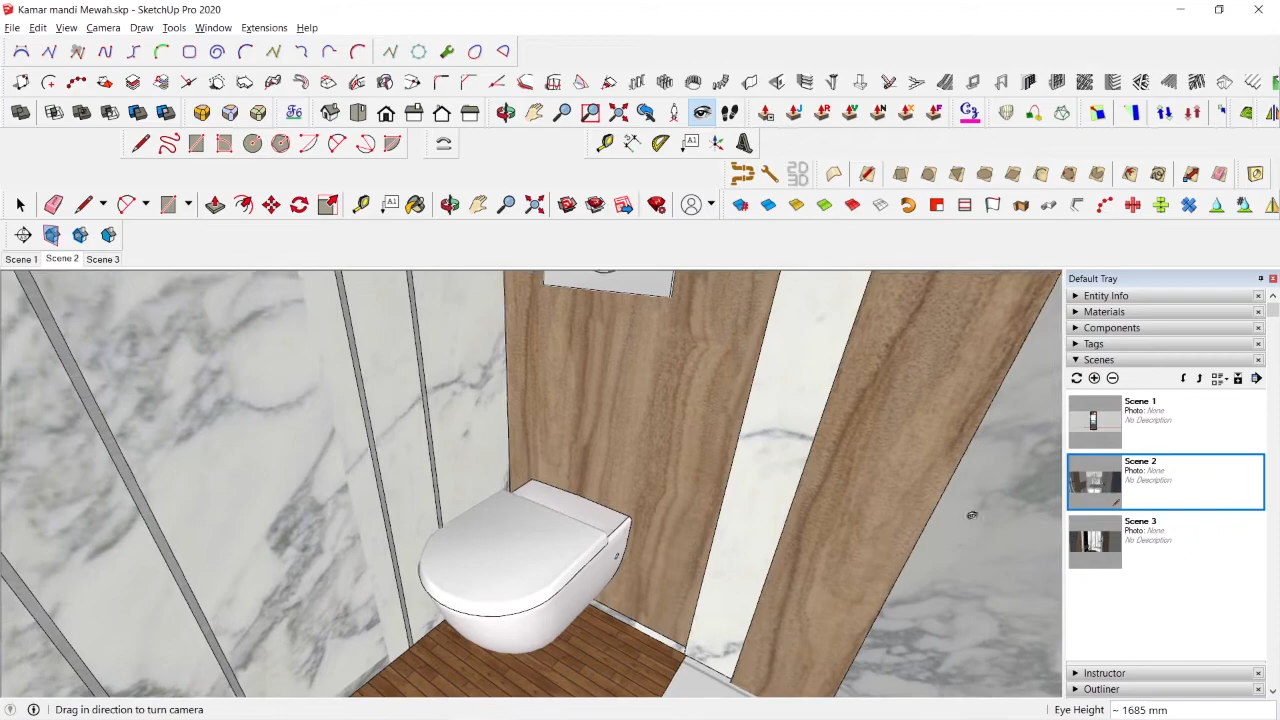 Kamar mandi Mewah.skp - SketchUp Pro 2020
File Edit View Camera Draw Tools Window Extensions Help
A1
A1
Scene 1 Scene 2 Scene 3
Default Tray
Entity Info
Materials
Components
Tags
Scenes
Scene 1
Photo: None
No Description
Scene 2
Photo: None
No Description
Scene 3
Photo: None
No Description
Instructor
Outliner
Drag in direction to turn camera
Eye Height ~ 1685 mm